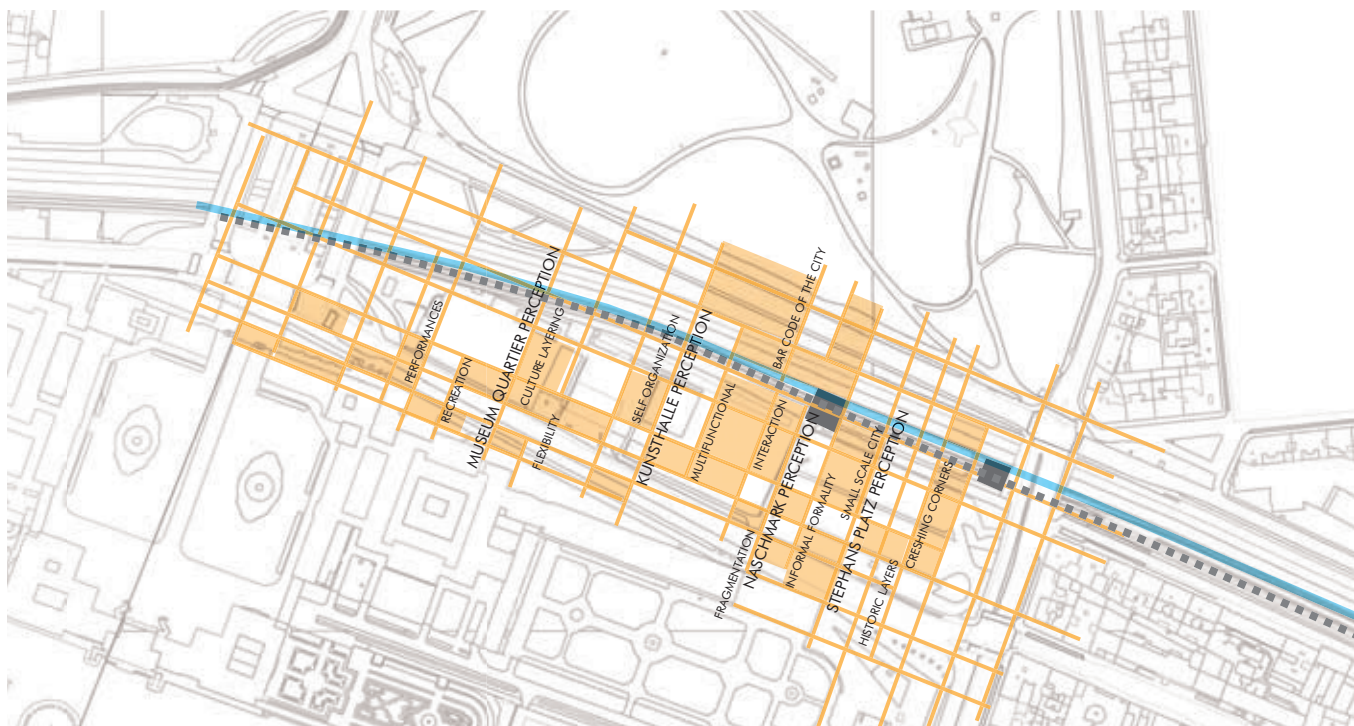 PERFORMANCES
RECREATION
MUSEUM QUARTIER PERCEPTION
CULTURE LAYERING
FLEXIBILITY
SELF ORGANIZATION
KUNSTHALLE PERCEPTION
MULTIFUNCTIONAL
INTERACTION
BAR CODE OF THE CITY
FRAGMENTATION
NASCHMARK PERCEPTION
INFORMAL FORMALITY
SMALL SCALE CITY
STEPHANS PLATZ PERCEPTION
HISTORIC LAYERS
CRESHING CORNERS